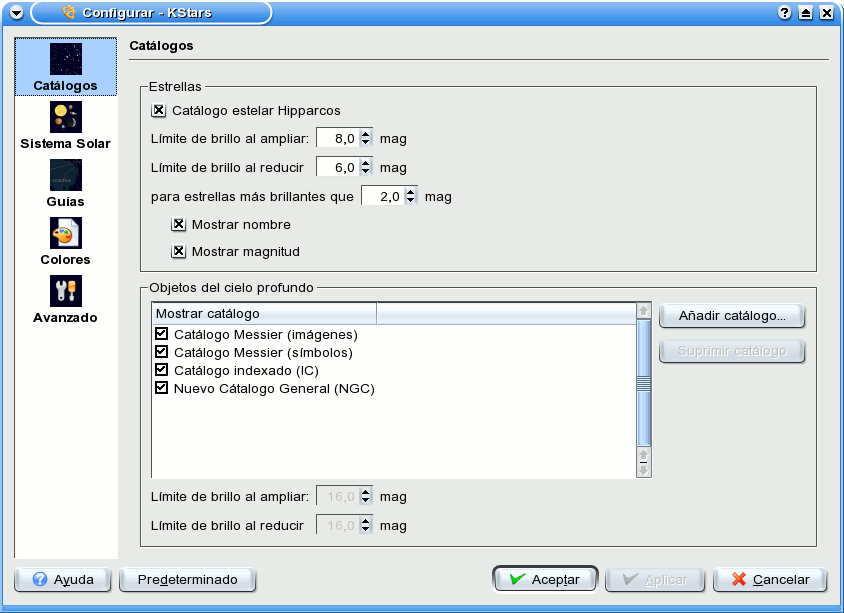 Configurar - KStars
Catálogos
Sistema Solar
Guías
Colores
Avanzado
Catálogos
Estrellas
Catálogo estelar Hipparcos
Límite de brillo al ampliar: 8,0 mag
Límite de brillo al reducir 6,0 mag
para estrellas más brillantes que 2,0 mag
Mostrar nombre
Mostrar magnitud
Objetos del cielo profundo
Mostrar catálogo
Catálogo Messier (imágenes)
Catálogo Messier (símbolos)
Catálogo indexado (IC)
Nuevo Cátalogo General (NGC)
Añadir catálogo...
Suprimir catálogo
Límite de brillo al ampliar: 16,0 mag
Límite de brillo al reducir 16,0 mag
Ayuda Predeterminado Aceptar Aplicar Cancelar